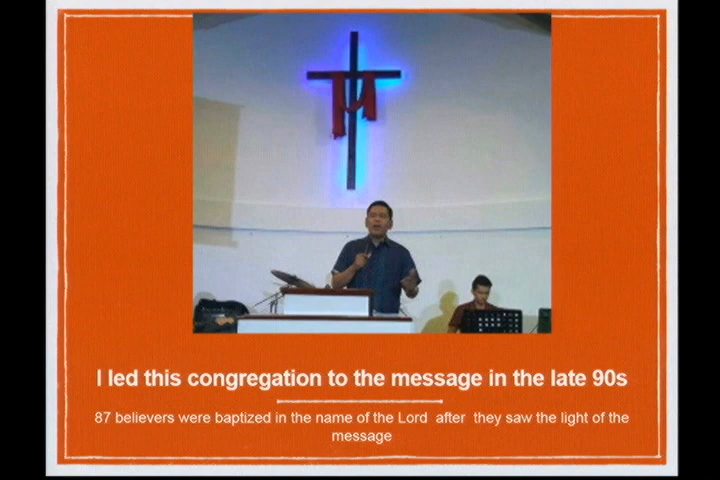 I led this congregation to the message in the late 90s
87 believers were baptized in the name of the Lord after they saw the light of the
message